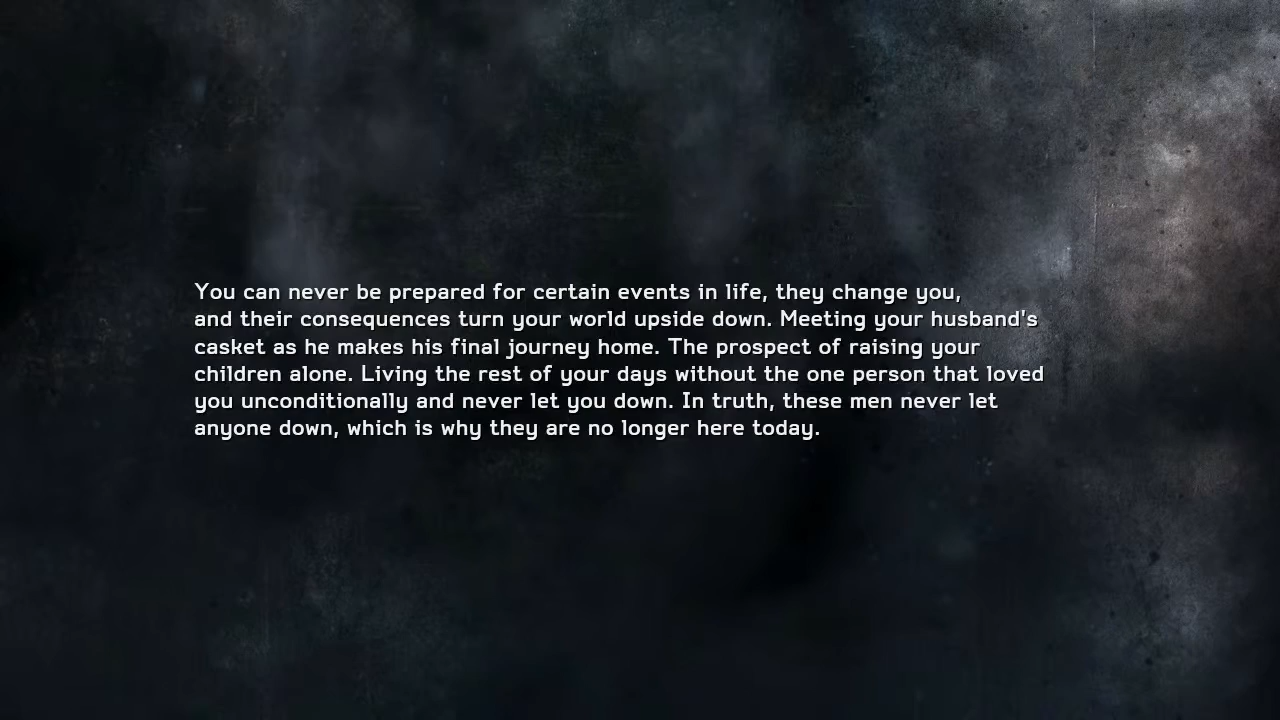 You can never be prepared for certain events in life, they change you,
and their consequences turn your world upside down. Meeting your husband's
casket as he makes his final journey home. The prospect of raising your
children alone. Living the rest of your days without the one person that loved
you unconditionally and never let you down. In truth, these men never let
anyone down, which is why they are no longer here today.